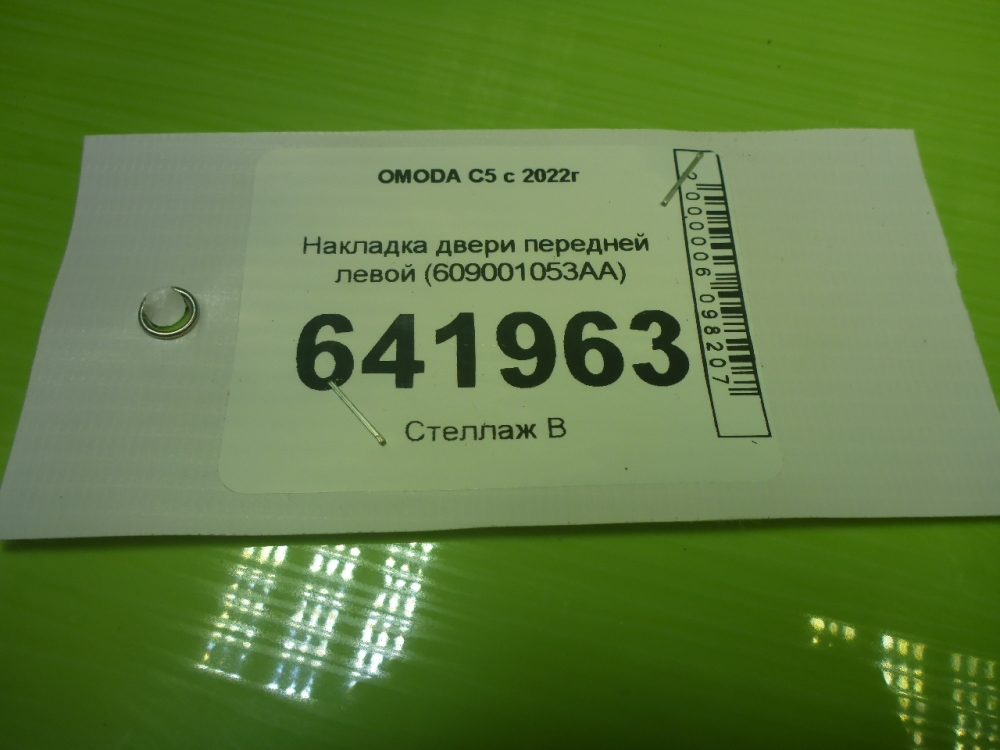 OMODA C5 с 2022г
Накладка двери передней
левой (609001053AA)
641963
Стеллаж В
2000006098207